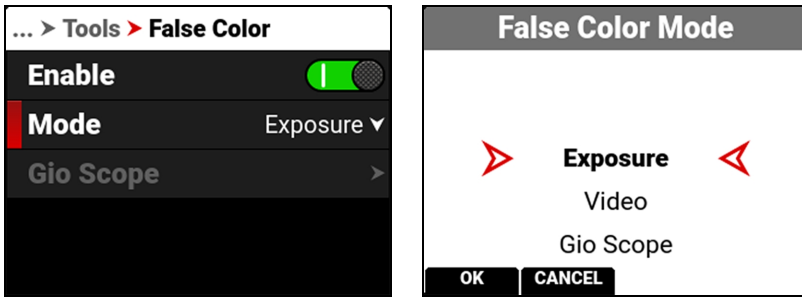 ... > Tools > False Color
Enable
Mode Exposure
Gio Scope >
False Color Mode
Exposure
Video
Gio Scope
OK CANCEL